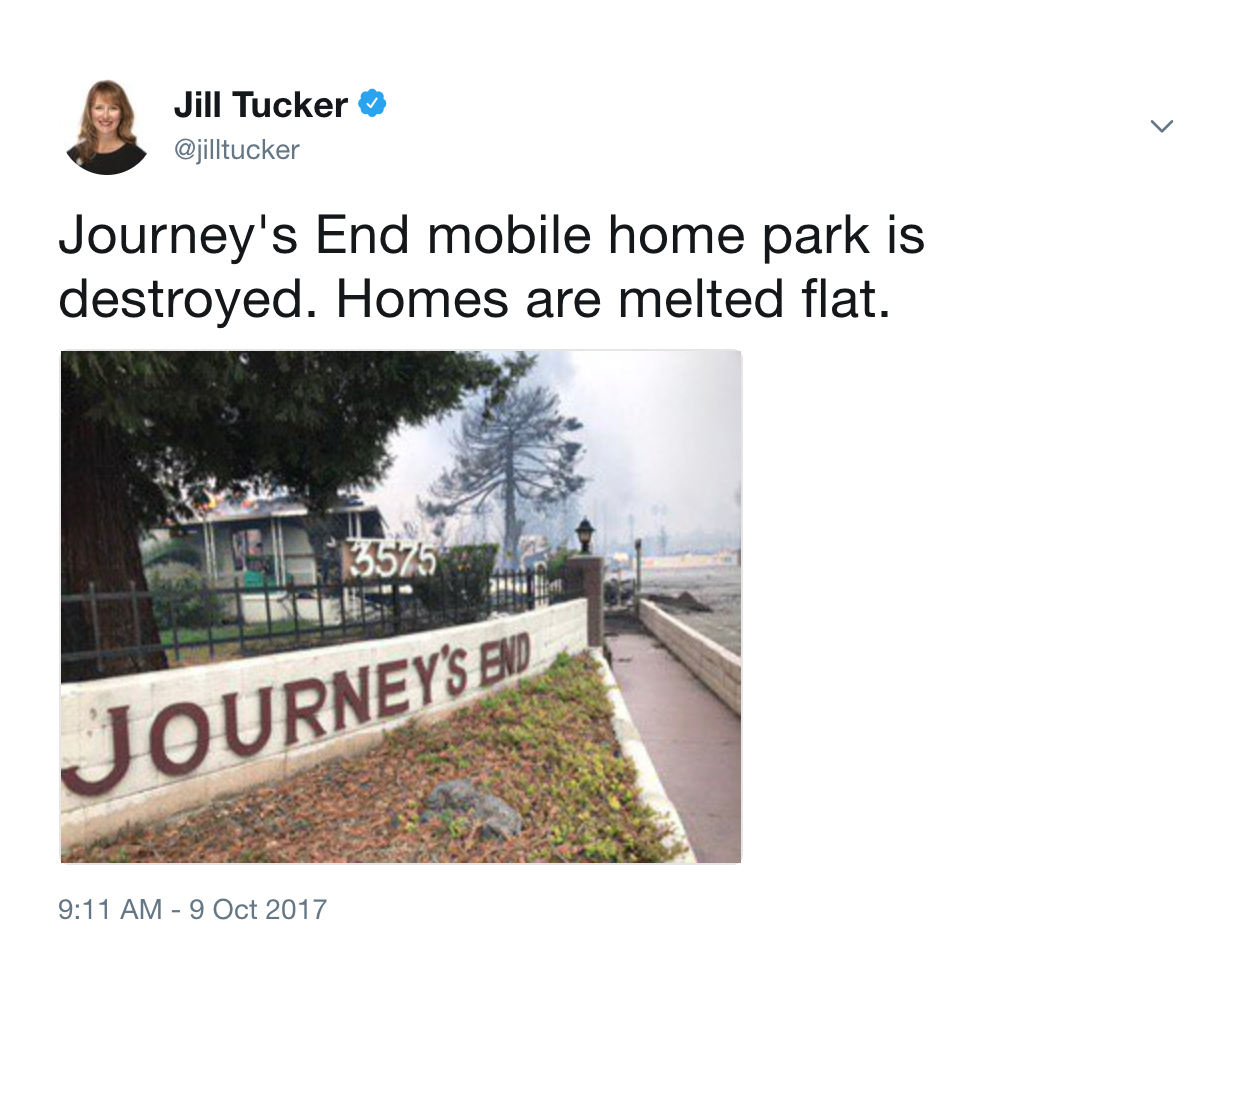 Jill Tucker
@jilltucker
Journey's End mobile home park is
destroyed. Homes are melted flat.
3575
JOURNEY'S END
9:11 AM - 9 Oct 2017